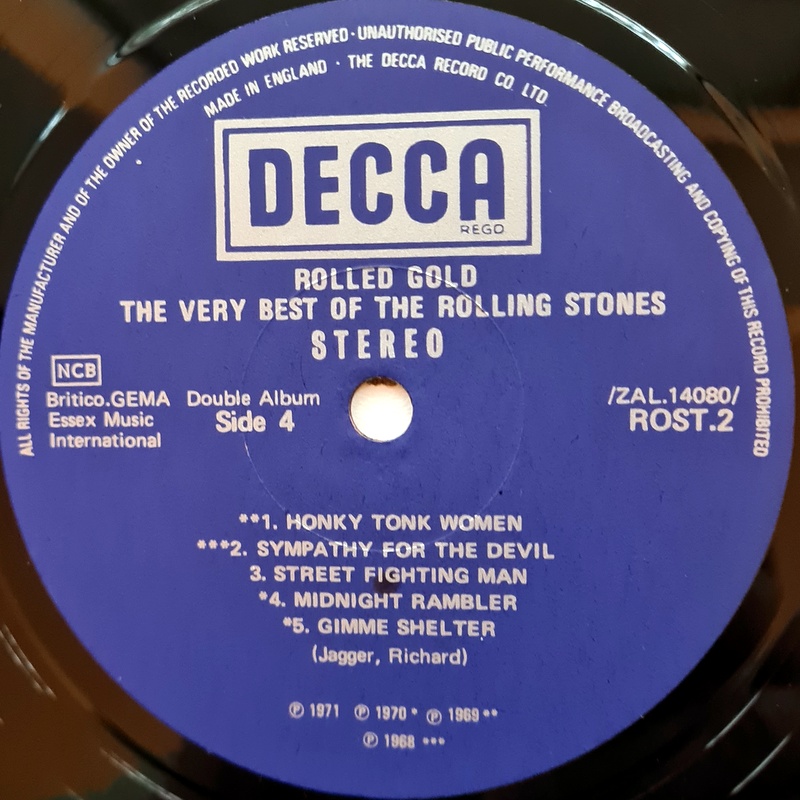 ALL RIGHTS OF THE MANUFACTURER AND OF THE OWNER OF THE RECORDED WORK RESERVED · UNAUTHORISED PUBLIC PERFORMANCE BROADCASTING AND COPYING OF THIS RECORD PROHIBITED
MADE IN ENGLAND · THE DECCA RECORD CO. LTD.
DECCA
REGD
ROLLED GOLD
THE VERY BEST OF THE ROLLING STONES
STEREO
NCB
Britico.GEMA
Essex Music
International
Double Album
Side 4
/ZAL.14080/
ROST.2
**1. HONKY TONK WOMEN
***2. SYMPATHY FOR THE DEVIL
3. STREET FIGHTING MAN
*4. MIDNIGHT RAMBLER
*5. GIMME SHELTER
(Jagger, Richard)
℗ 1971 ℗ 1970 * ℗ 1969 **
℗ 1968 ***